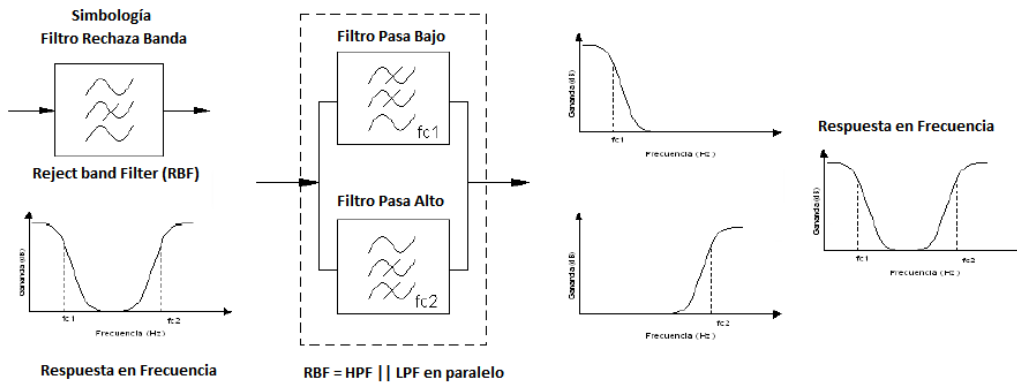 Simbología
Filtro Rechaza Banda
Reject band Filter (RBF)
Ganancia (dB)
fc1
fc2
Frecuencia (Hz)
Respuesta en Frecuencia
Filtro Pasa Bajo
fc1
Filtro Pasa Alto
fc2
RBF = HPF || LPF en paralelo
Ganancia (dB)
fc1
Frecuencia (Hz)
Ganancia (dB)
fc2
Frecuencia (Hz)
Respuesta en Frecuencia
Ganancia (dB)
fc1
fc2
Frecuencia (Hz)